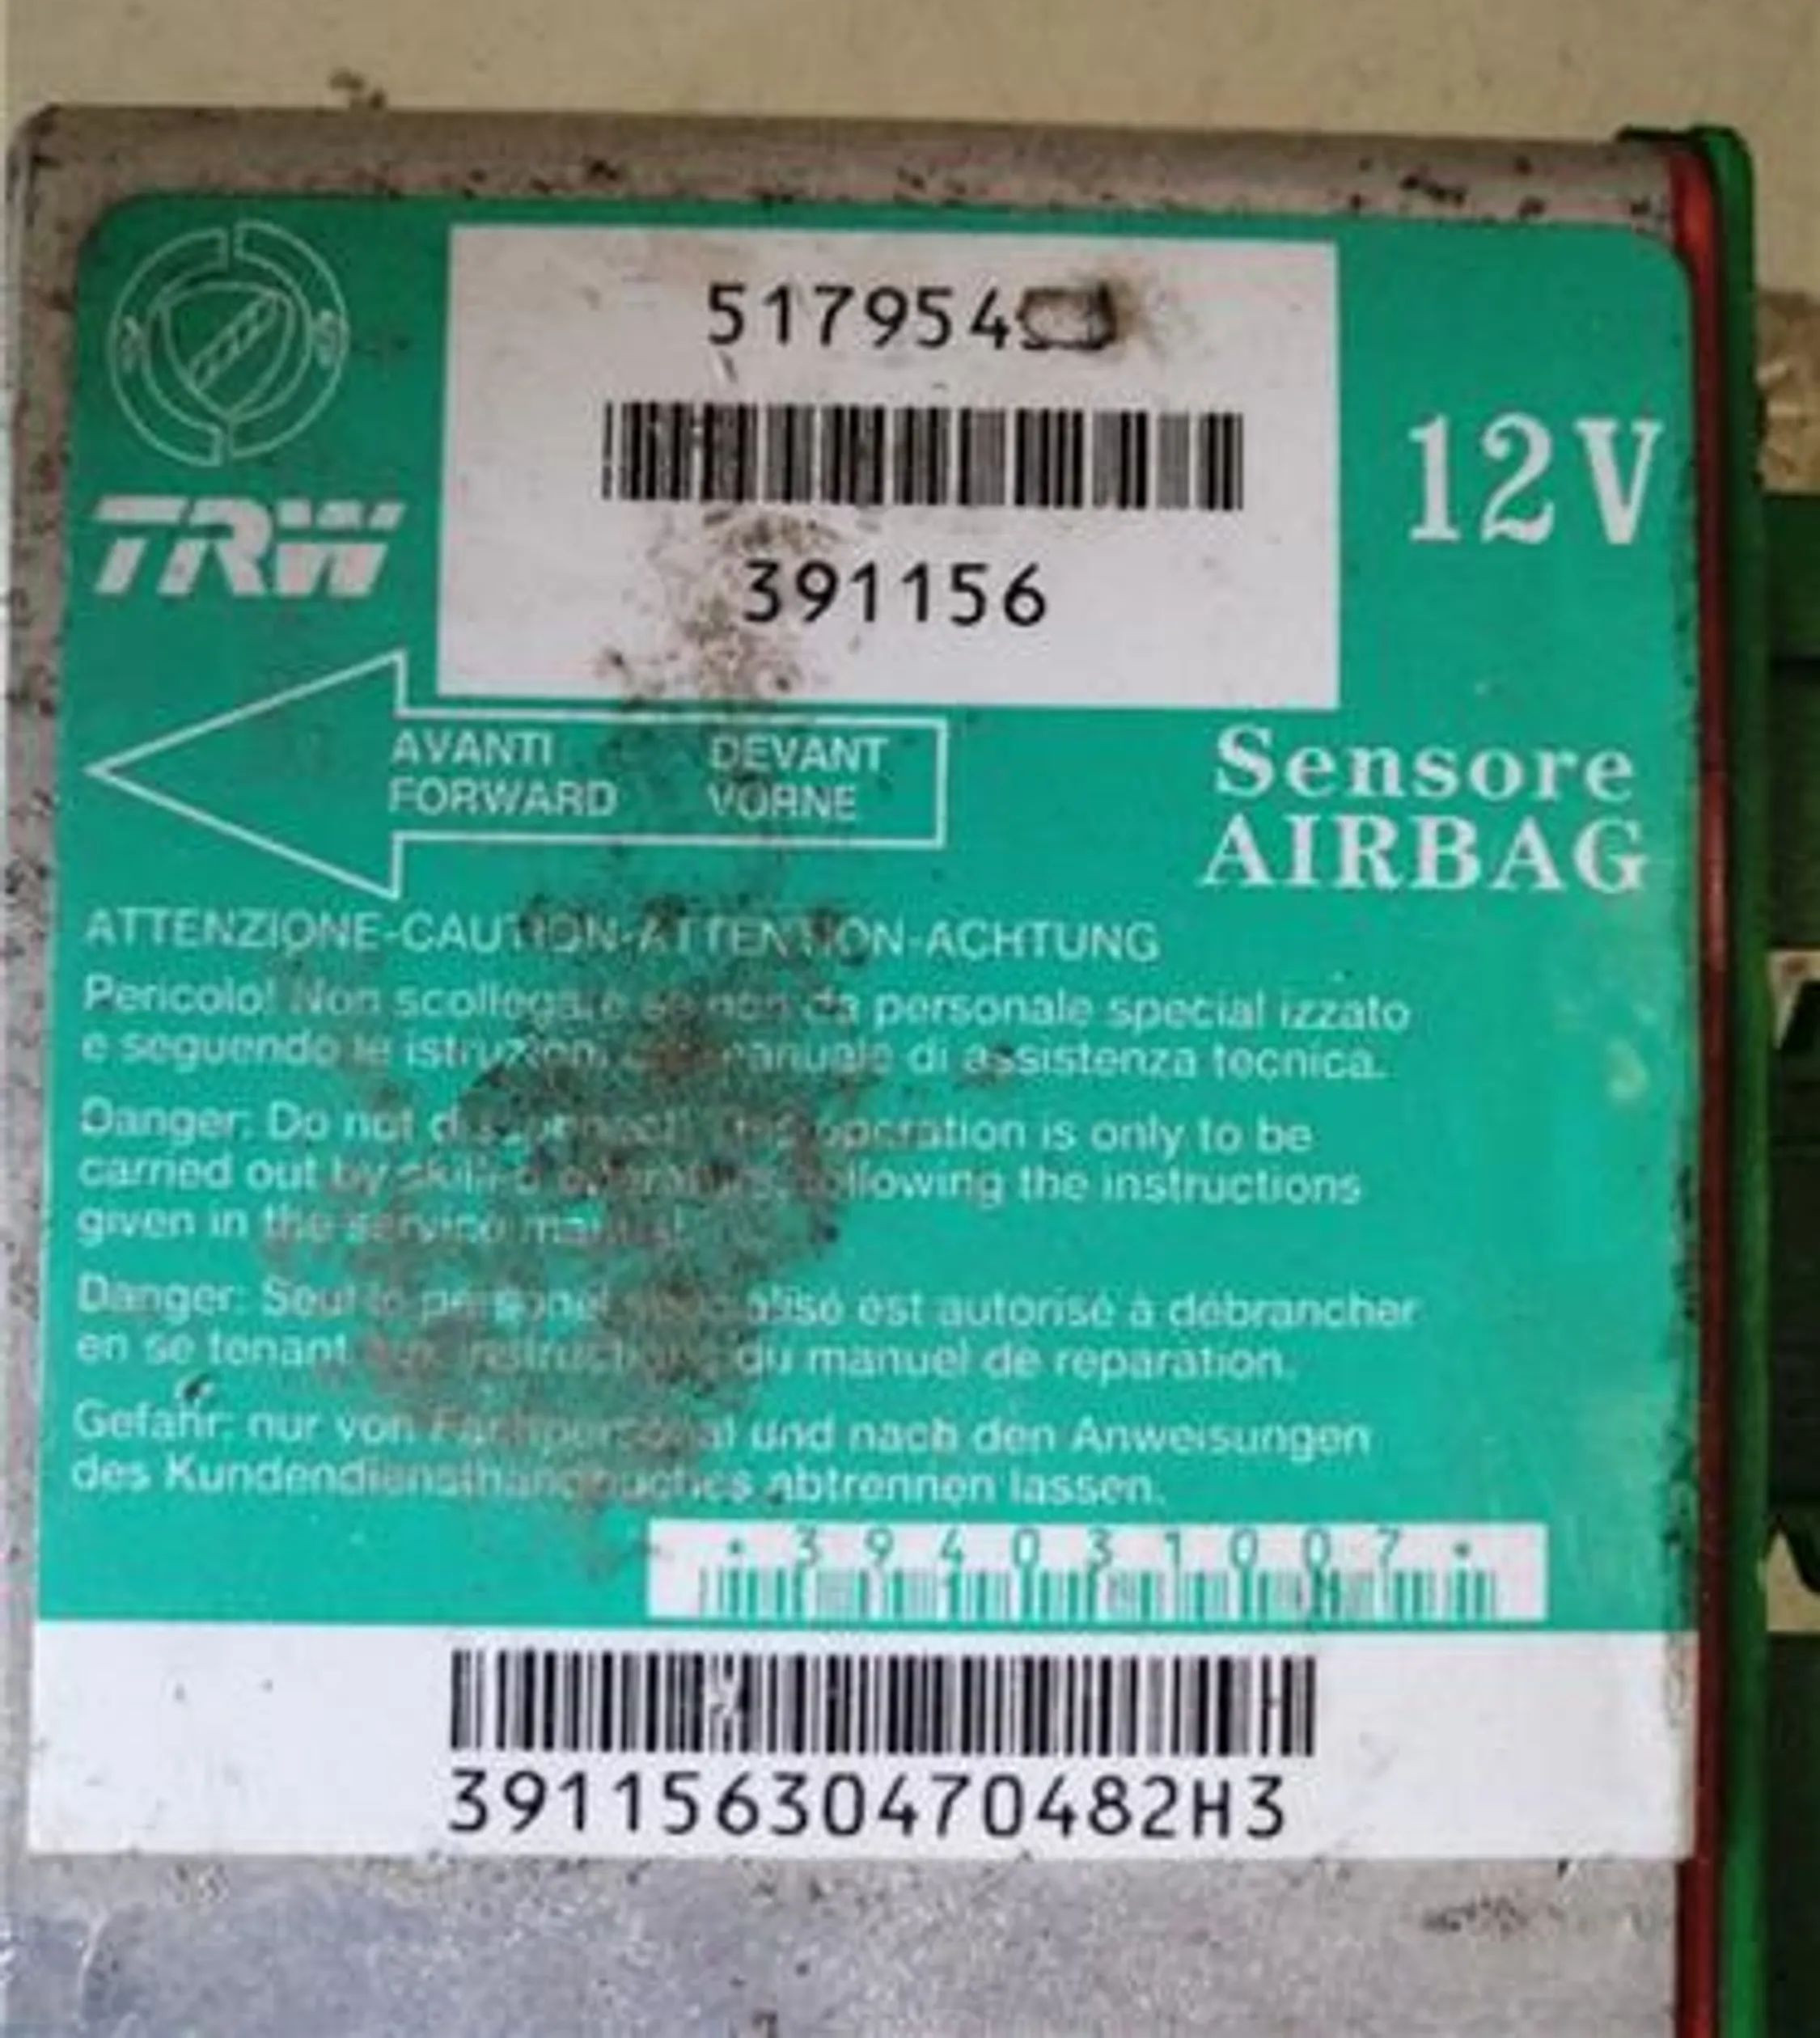 12V
391156
TRW
AVANTI DEVANT
FORWARD VORNE
Sensore
AIRBAG
ATTENZIONE-CAUTION-ATTENTION-ACHTUNG
Pericolo! Non scollegare se non da personale special izzato
e seguendo le istruzioni manuale di assistenza tecnica.
Danger: Do not disconnect. This operation is only to be
carried out by skilled operators, following the instructions
given in the service manual
Danger: Seul le personel est autorisé à débrancher
en se tenant instructions du manuel de reparation.
Gefahr: nur von Fachpersonal und nach den Anweisungen
des Kundendiensthandbuches abtrennen lassen.
* 394031007 *
39115630470482H3